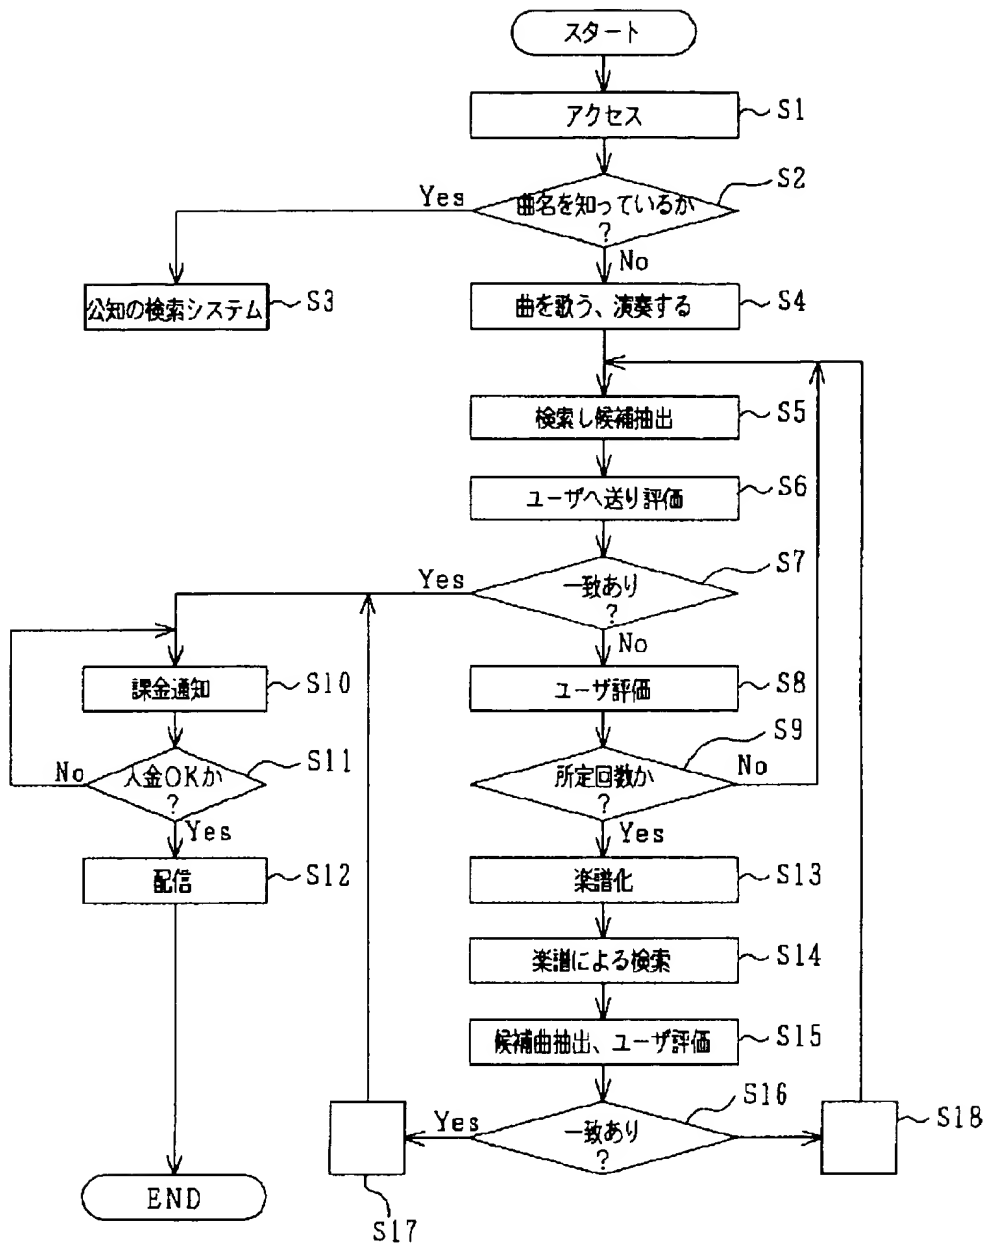 スタート
アクセス
S1
曲名を知っているか
?
S2
Yes
No
公知の検索システム
S3
曲を歌う、演奏する
S4
検索し候補抽出
S5
ユーザへ送り評価
S6
一致あり
?
S7
Yes
No
課金通知
S10
ユーザ評価
S8
入金OKか
?
S11
No
Yes
所定回数か
?
S9
No
Yes
配信
S12
楽譜化
S13
楽譜による検索
S14
候補曲抽出、ユーザ評価
S15
一致あり
?
S16
Yes
S18
END
S17